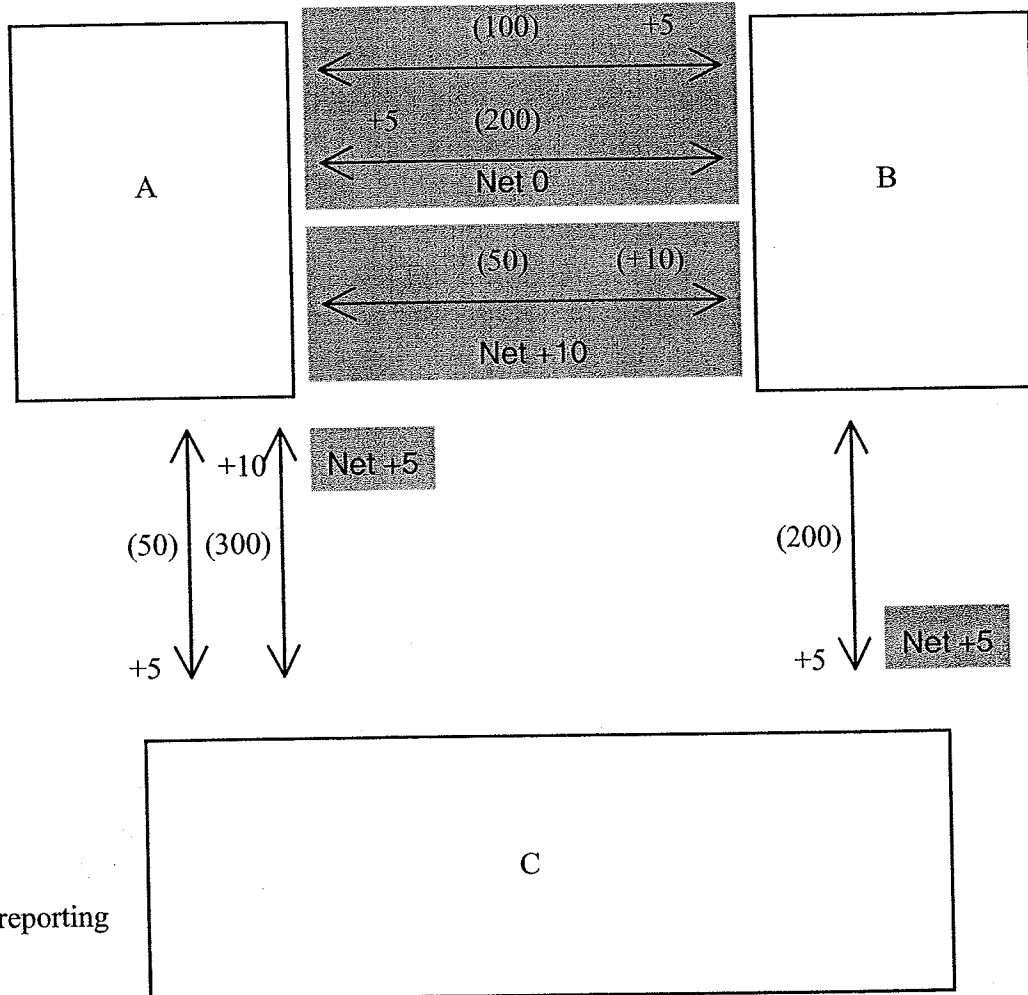 (100) +5
+5 (200)
A
Net 0
B
(50) (+10)
Net +10
+10
Net +5
(50) (300)
(200)
+5
+5
Net +5
C
reporting